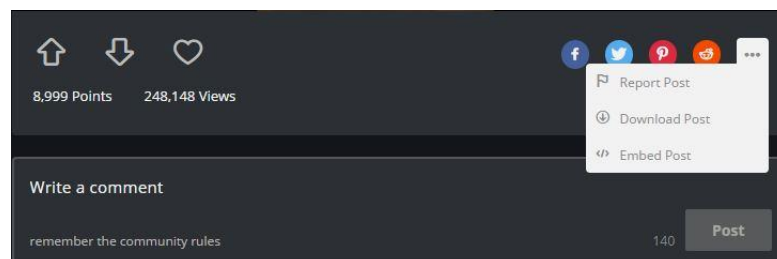 8,999 Points 248,148 Views
Report Post
Download Post
Embed Post
Write a comment
remember the community rules 140 Post